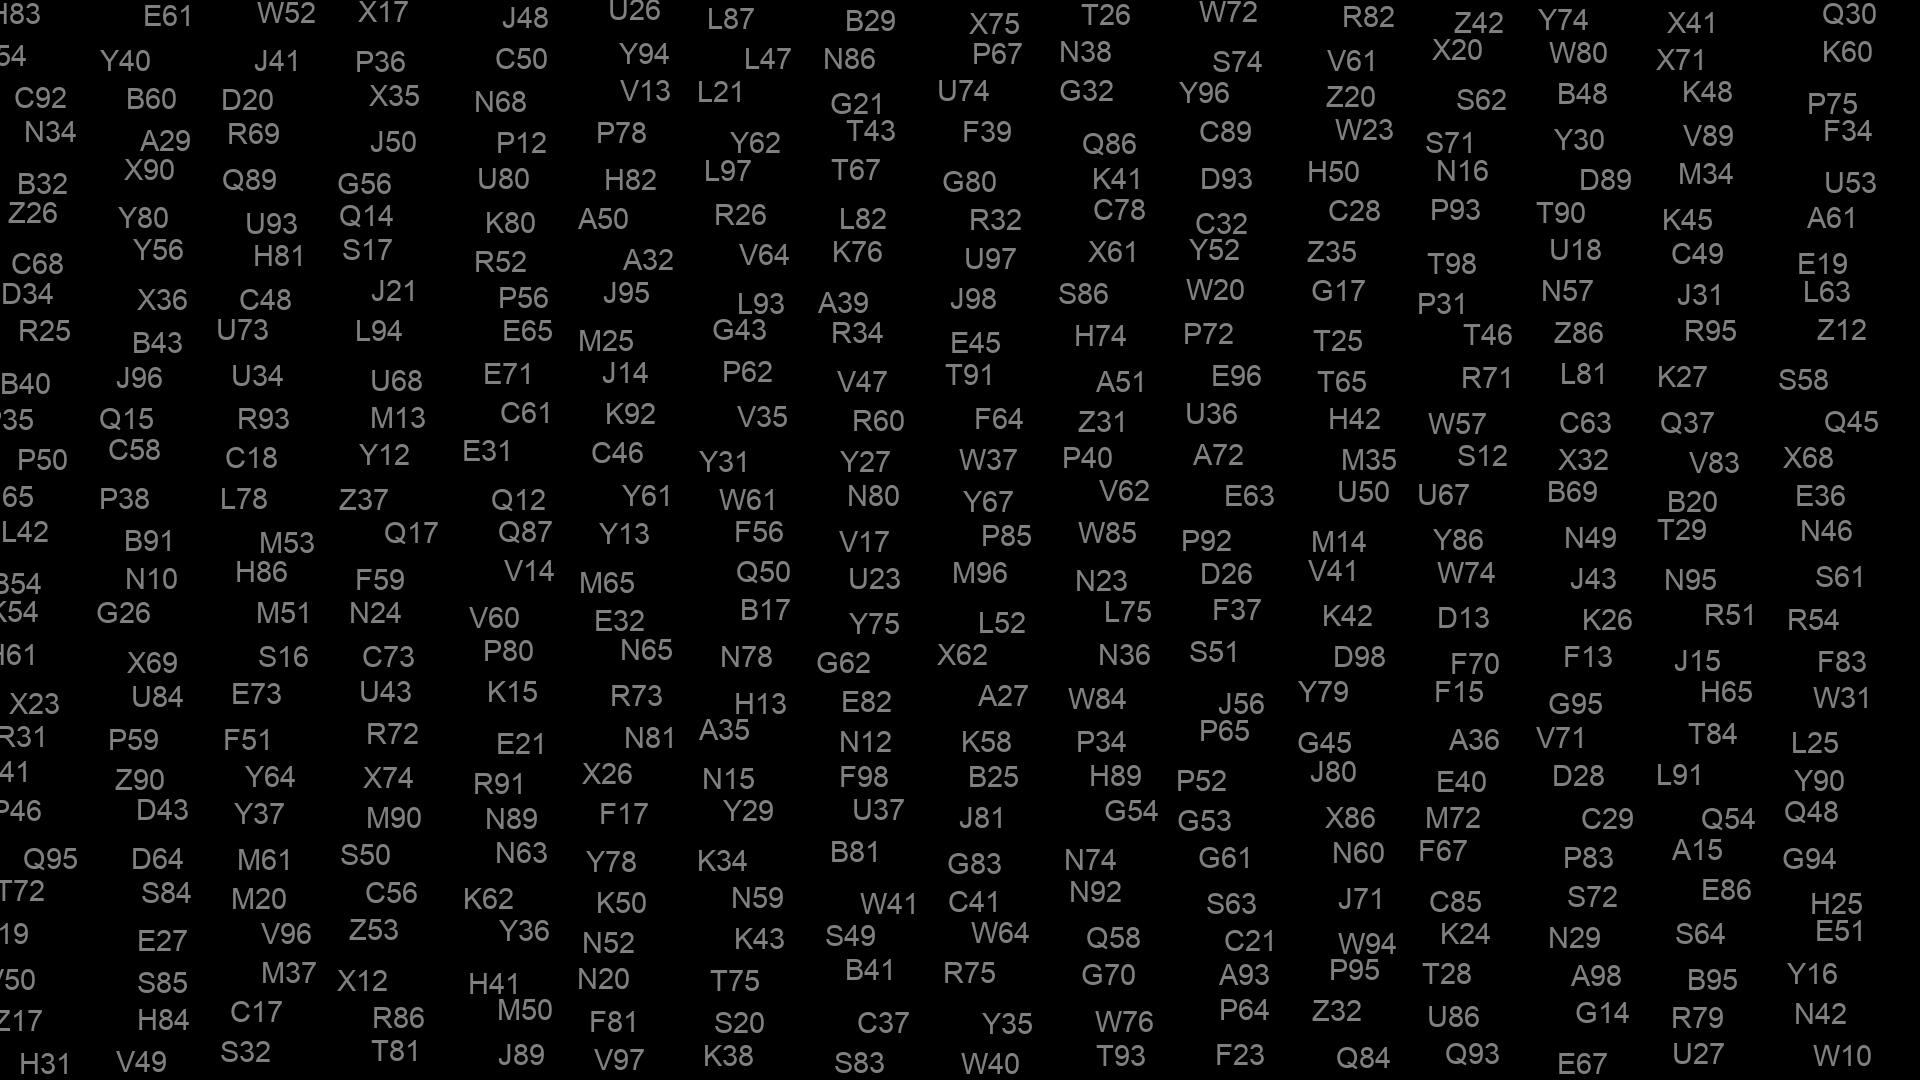 H83 E61 W52 X17 J48 U26 L87 B29 X75 T26 W72 R82 Z42 Y74 X41 Q30
54 Y40 J41 P36 C50 Y94 L47 N86 P67 N38 S74 V61 X20 W80 X71 K60
C92 B60 D20 X35 N68 V13 L21 G21 U74 G32 Y96 Z20 S62 B48 K48 P75
N34 A29 R69 J50 P12 P78 Y62 T43 F39 Q86 C89 W23 S71 Y30 V89 F34
B32 X90 Q89 G56 U80 H82 L97 T67 G80 K41 D93 H50 N16 D89 M34 U53
Z26 Y80 U93 Q14 K80 A50 R26 L82 R32 C78 C32 C28 P93 T90 K45 A61
C68 Y56 H81 S17 R52 A32 V64 K76 U97 X61 Y52 Z35 T98 U18 C49 E19
D34 X36 C48 J21 P56 J95 L93 A39 J98 S86 W20 G17 P31 N57 J31 L63
R25 B43 U73 L94 E65 M25 G43 R34 E45 H74 P72 T25 T46 Z86 R95 Z12
B40 J96 U34 U68 E71 J14 P62 V47 T91 A51 E96 T65 R71 L81 K27 S58
35 Q15 R93 M13 C61 K92 V35 R60 F64 Z31 U36 H42 W57 C63 Q37 Q45
P50 C58 C18 Y12 E31 C46 Y31 Y27 W37 P40 A72 M35 S12 X32 V83 X68
65 P38 L78 Z37 Q12 Y61 W61 N80 Y67 V62 E63 U50 U67 B69 B20 E36
L42 B91 M53 Q17 Q87 Y13 F56 V17 P85 W85 P92 M14 Y86 N49 T29 N46
B54 N10 H86 F59 V14 M65 Q50 U23 M96 N23 D26 V41 W74 J43 N95 S61
K54 G26 M51 N24 V60 E32 B17 Y75 L52 L75 F37 K42 D13 K26 R51 R54
H61 X69 S16 C73 P80 N65 N78 G62 X62 N36 S51 D98 F70 F13 J15 F83
X23 U84 E73 U43 K15 R73 H13 E82 A27 W84 J56 Y79 F15 G95 H65 W31
R31 P59 F51 R72 E21 N81 A35 N12 K58 P34 P65 G45 A36 V71 T84 L25
41 Z90 Y64 X74 R91 X26 N15 F98 B25 H89 P52 J80 E40 D28 L91 Y90
P46 D43 Y37 M90 N89 F17 Y29 U37 J81 G54 G53 X86 M72 C29 Q54 Q48
Q95 D64 M61 S50 N63 Y78 K34 B81 G83 N74 G61 N60 F67 P83 A15 G94
T72 S84 M20 C56 K62 K50 N59 W41 C41 N92 S63 J71 C85 S72 E86 H25
19 E27 V96 Z53 Y36 N52 K43 S49 W64 Q58 C21 W94 K24 N29 S64 E51
50 S85 M37 X12 H41 N20 T75 B41 R75 G70 A93 P95 T28 A98 B95 Y16
Z17 H84 C17 R86 M50 F81 S20 C37 Y35 W76 P64 Z32 U86 G14 R79 N42
H31 V49 S32 T81 J89 V97 K38 S83 W40 T93 F23 Q84 Q93 E67 U27 W10